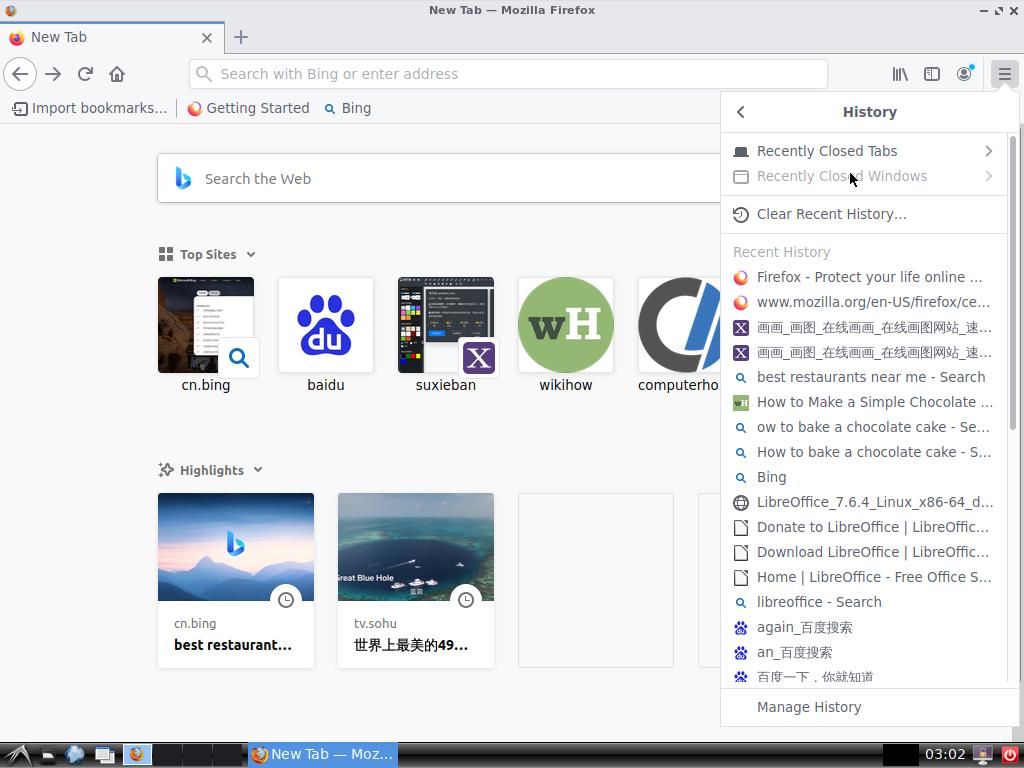 New Tab — Mozilla Firefox
New Tab
Search with Bing or enter address
Import bookmarks...
Getting Started
Bing
History
Recently Closed Tabs
Recently Closed Windows
Clear Recent History…
Recent History
Firefox - Protect your life online …
www.mozilla.org/en-US/firefox/ce…
画画_画图_在线画画_在线画图网站_速…
画画_画图_在线画画_在线画图网站_速…
best restaurants near me - Search
How to Make a Simple Chocolate …
ow to bake a chocolate cake - Se…
How to bake a chocolate cake - S…
Bing
LibreOffice_7.6.4_Linux_x86-64_d…
Donate to LibreOffice | LibreOffic…
Download LibreOffice | LibreOffic…
Home | LibreOffice - Free Office S…
libreoffice - Search
again_百度搜索
an_百度搜索
百度一下，你就知道
Manage History
Search the Web
Top Sites
du
X
wH
cn.bing
baidu
suxieban
wikihow
computerho
Highlights
Great Blue Hole
蓝洞
cn.bing
best restaurant...
tv.sohu
世界上最美的49...
New Tab — Moz...
03:02